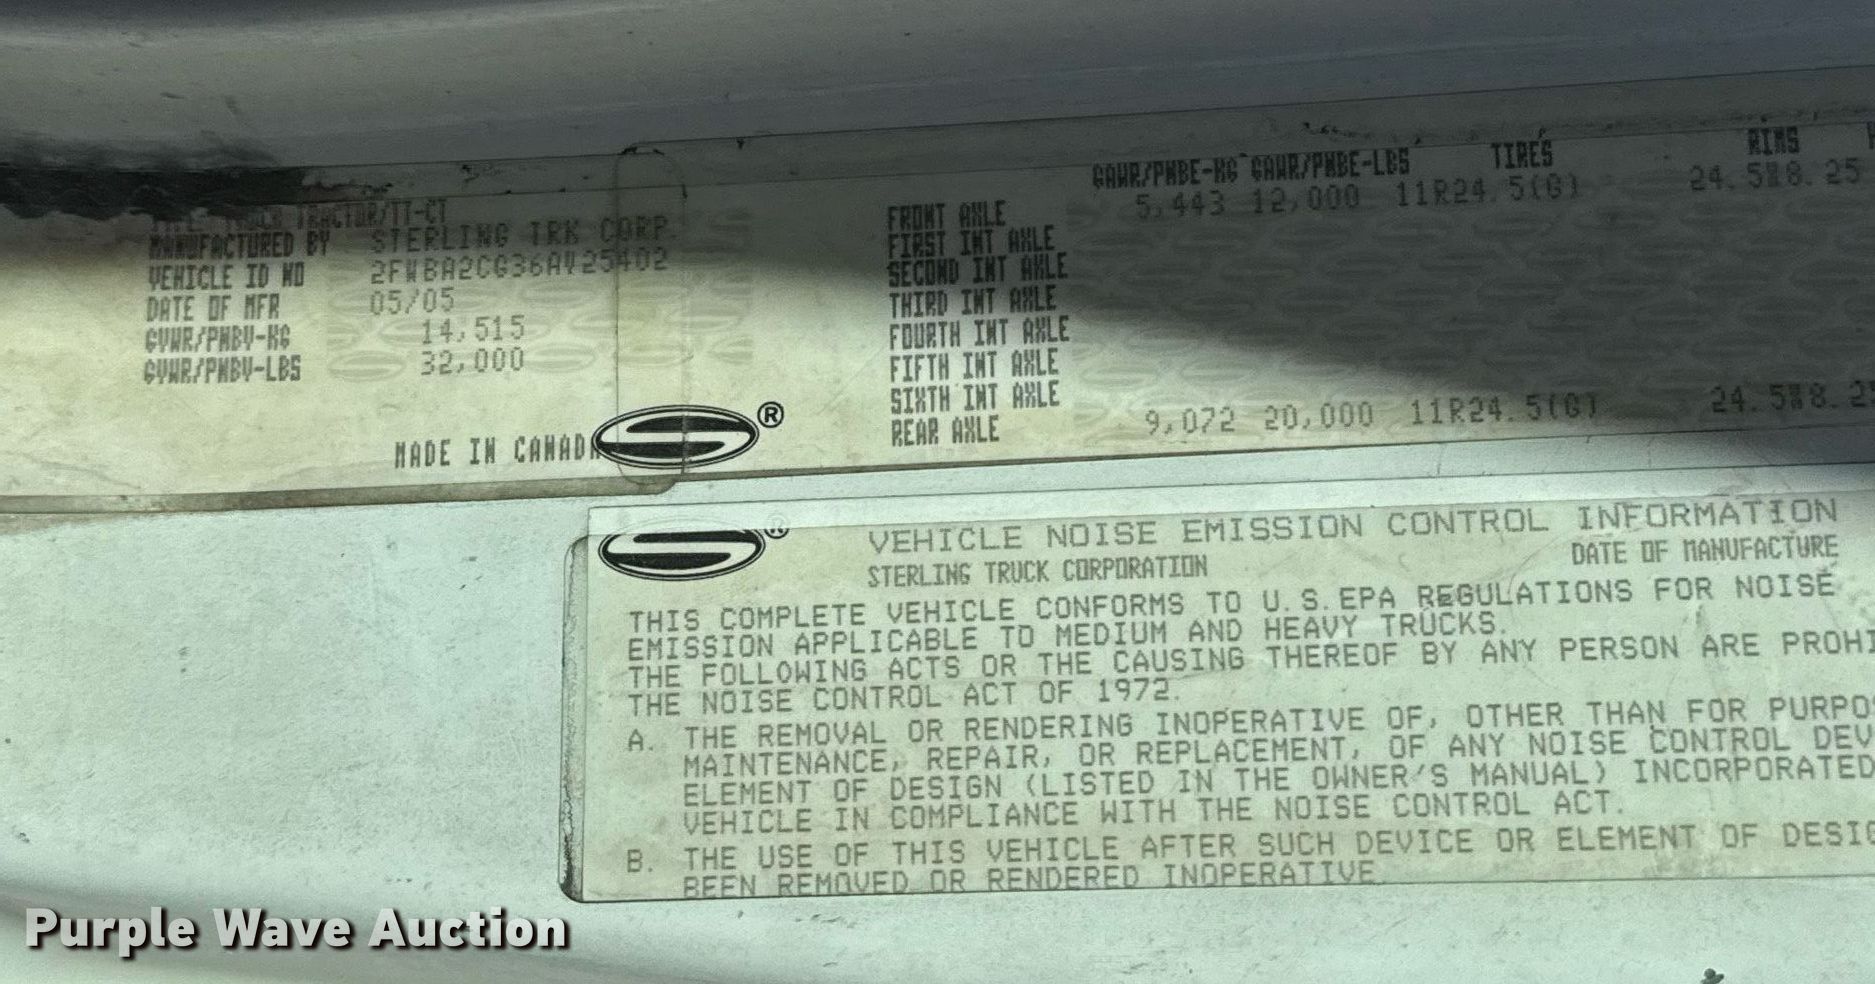 TRUCK TRACTOR/TT-CT
MANUFACTURED BY STERLING TRK CORP.
VEHICLE ID NO 2FWBA2CG36AV25402
DATE OF MFR 05/05
GVWR/PNBV-KG 14,515
GVWR/PNBV-LBS 32,000
MADE IN CANADA
®
GAWR/PNBE-KG GAWR/PNBE-LBS TIRES RIMS
FRONT AXLE 5,443 12,000 11R24.5(G) 24.5X8.25
FIRST INT AXLE
SECOND INT AXLE
THIRD INT AXLE
FOURTH INT AXLE
FIFTH INT AXLE
SIXTH INT AXLE
REAR AXLE 9,072 20,000 11R24.5(G) 24.5X8.2
VEHICLE NOISE EMISSION CONTROL INFORMATION
STERLING TRUCK CORPORATION DATE OF MANUFACTURE
THIS COMPLETE VEHICLE CONFORMS TO U.S.EPA REGULATIONS FOR NOISE
EMISSION APPLICABLE TO MEDIUM AND HEAVY TRUCKS.
THE FOLLOWING ACTS OR THE CAUSING THEREOF BY ANY PERSON ARE PROHI
THE NOISE CONTROL ACT OF 1972.
A. THE REMOVAL OR RENDERING INOPERATIVE OF, OTHER THAN FOR PURPO
MAINTENANCE, REPAIR, OR REPLACEMENT, OF ANY NOISE CONTROL DEV
ELEMENT OF DESIGN (LISTED IN THE OWNER'S MANUAL) INCORPORATED
VEHICLE IN COMPLIANCE WITH THE NOISE CONTROL ACT.
B. THE USE OF THIS VEHICLE AFTER SUCH DEVICE OR ELEMENT OF DESIG
BEEN REMOVED OR RENDERED INOPERATIVE
Purple Wave Auction